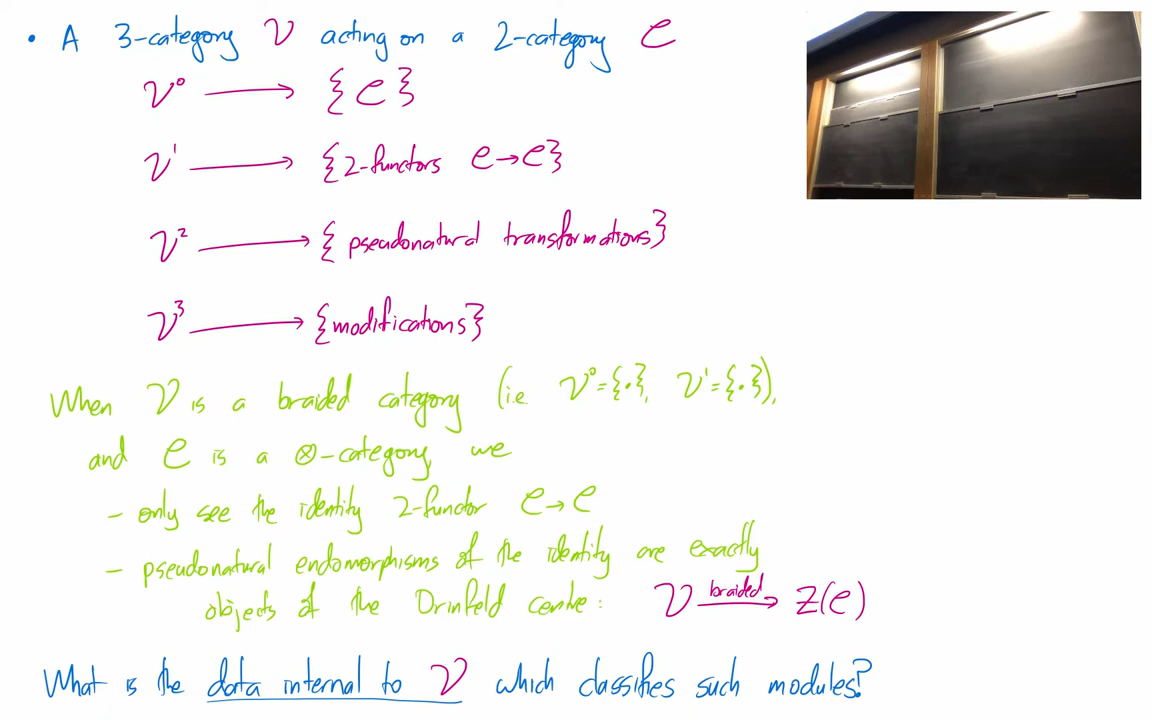 • A 3-category V acting on a 2-category C
V⁰ → {C}
V¹ → {2-functors C→C}
V² → {pseudonatural transformations}
V³ → {modifications}
When V is a braided category (i.e V⁰={·}, V¹={·}),
and C is a ⊗-category, we
- only see the identity 2-functor C→C
- pseudonatural endomorphisms of the identity are exactly
objects of the Drinfeld centre: V braided→ Z(C)
What is the data internal to V which classifies such modules?